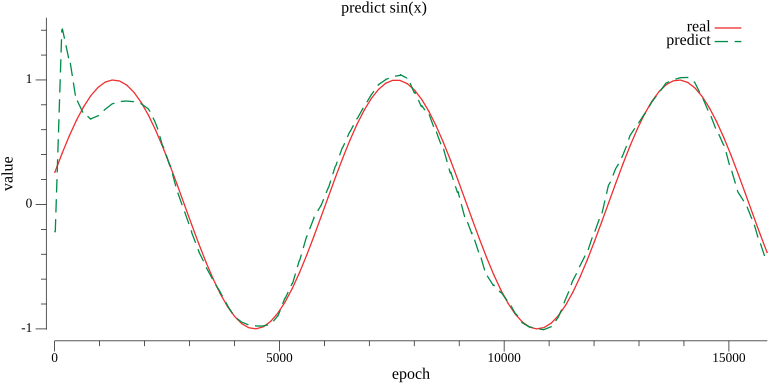 predict sin(x)
real
predict
value
1
0
-1
0 5000 10000 15000
epoch